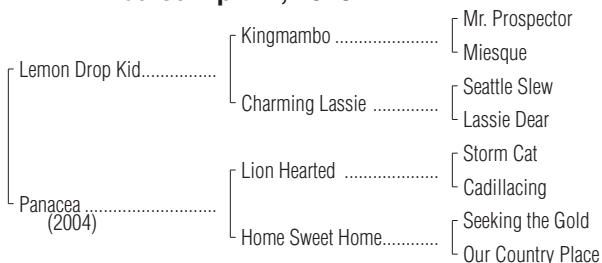 Mr. Prospector
Kingmambo ..................
Miesque
Lemon Drop Kid...............
Seattle Slew
Charming Lassie ..............
Lassie Dear
Storm Cat
Lion Hearted ...................
Cadillacing
Panacea ..........................
(2004)
Seeking the Gold
Home Sweet Home............
Our Country Place